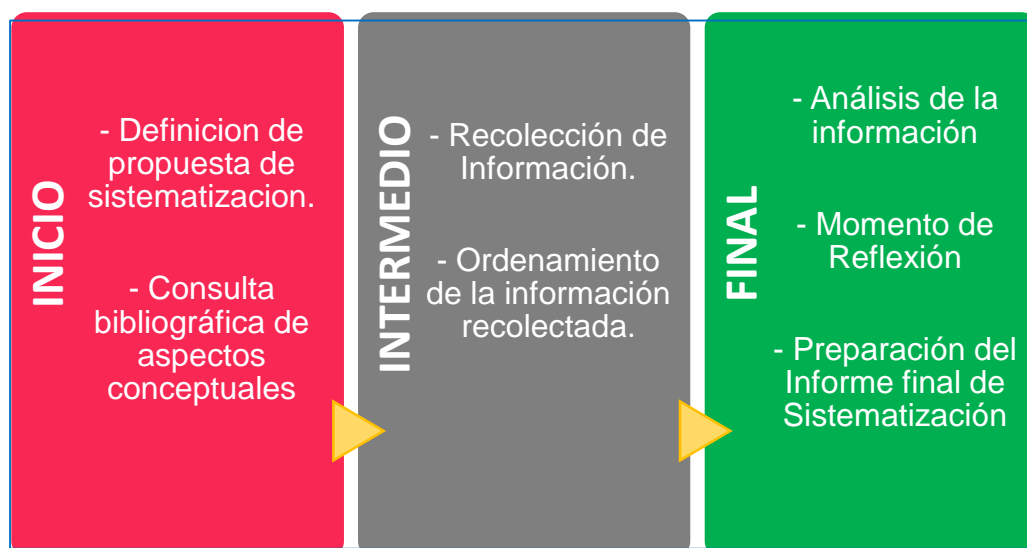 INICIO
- Definicion de
propuesta de
sistematizacion.
- Consulta
bibliográfica de
aspectos
conceptuales
INTERMEDIO
- Recolección de
Información.
- Ordenamiento
de la información
recolectada.
FINAL
- Análisis de la
información
- Momento de
Reflexión
- Preparación del
Informe final de
Sistematización